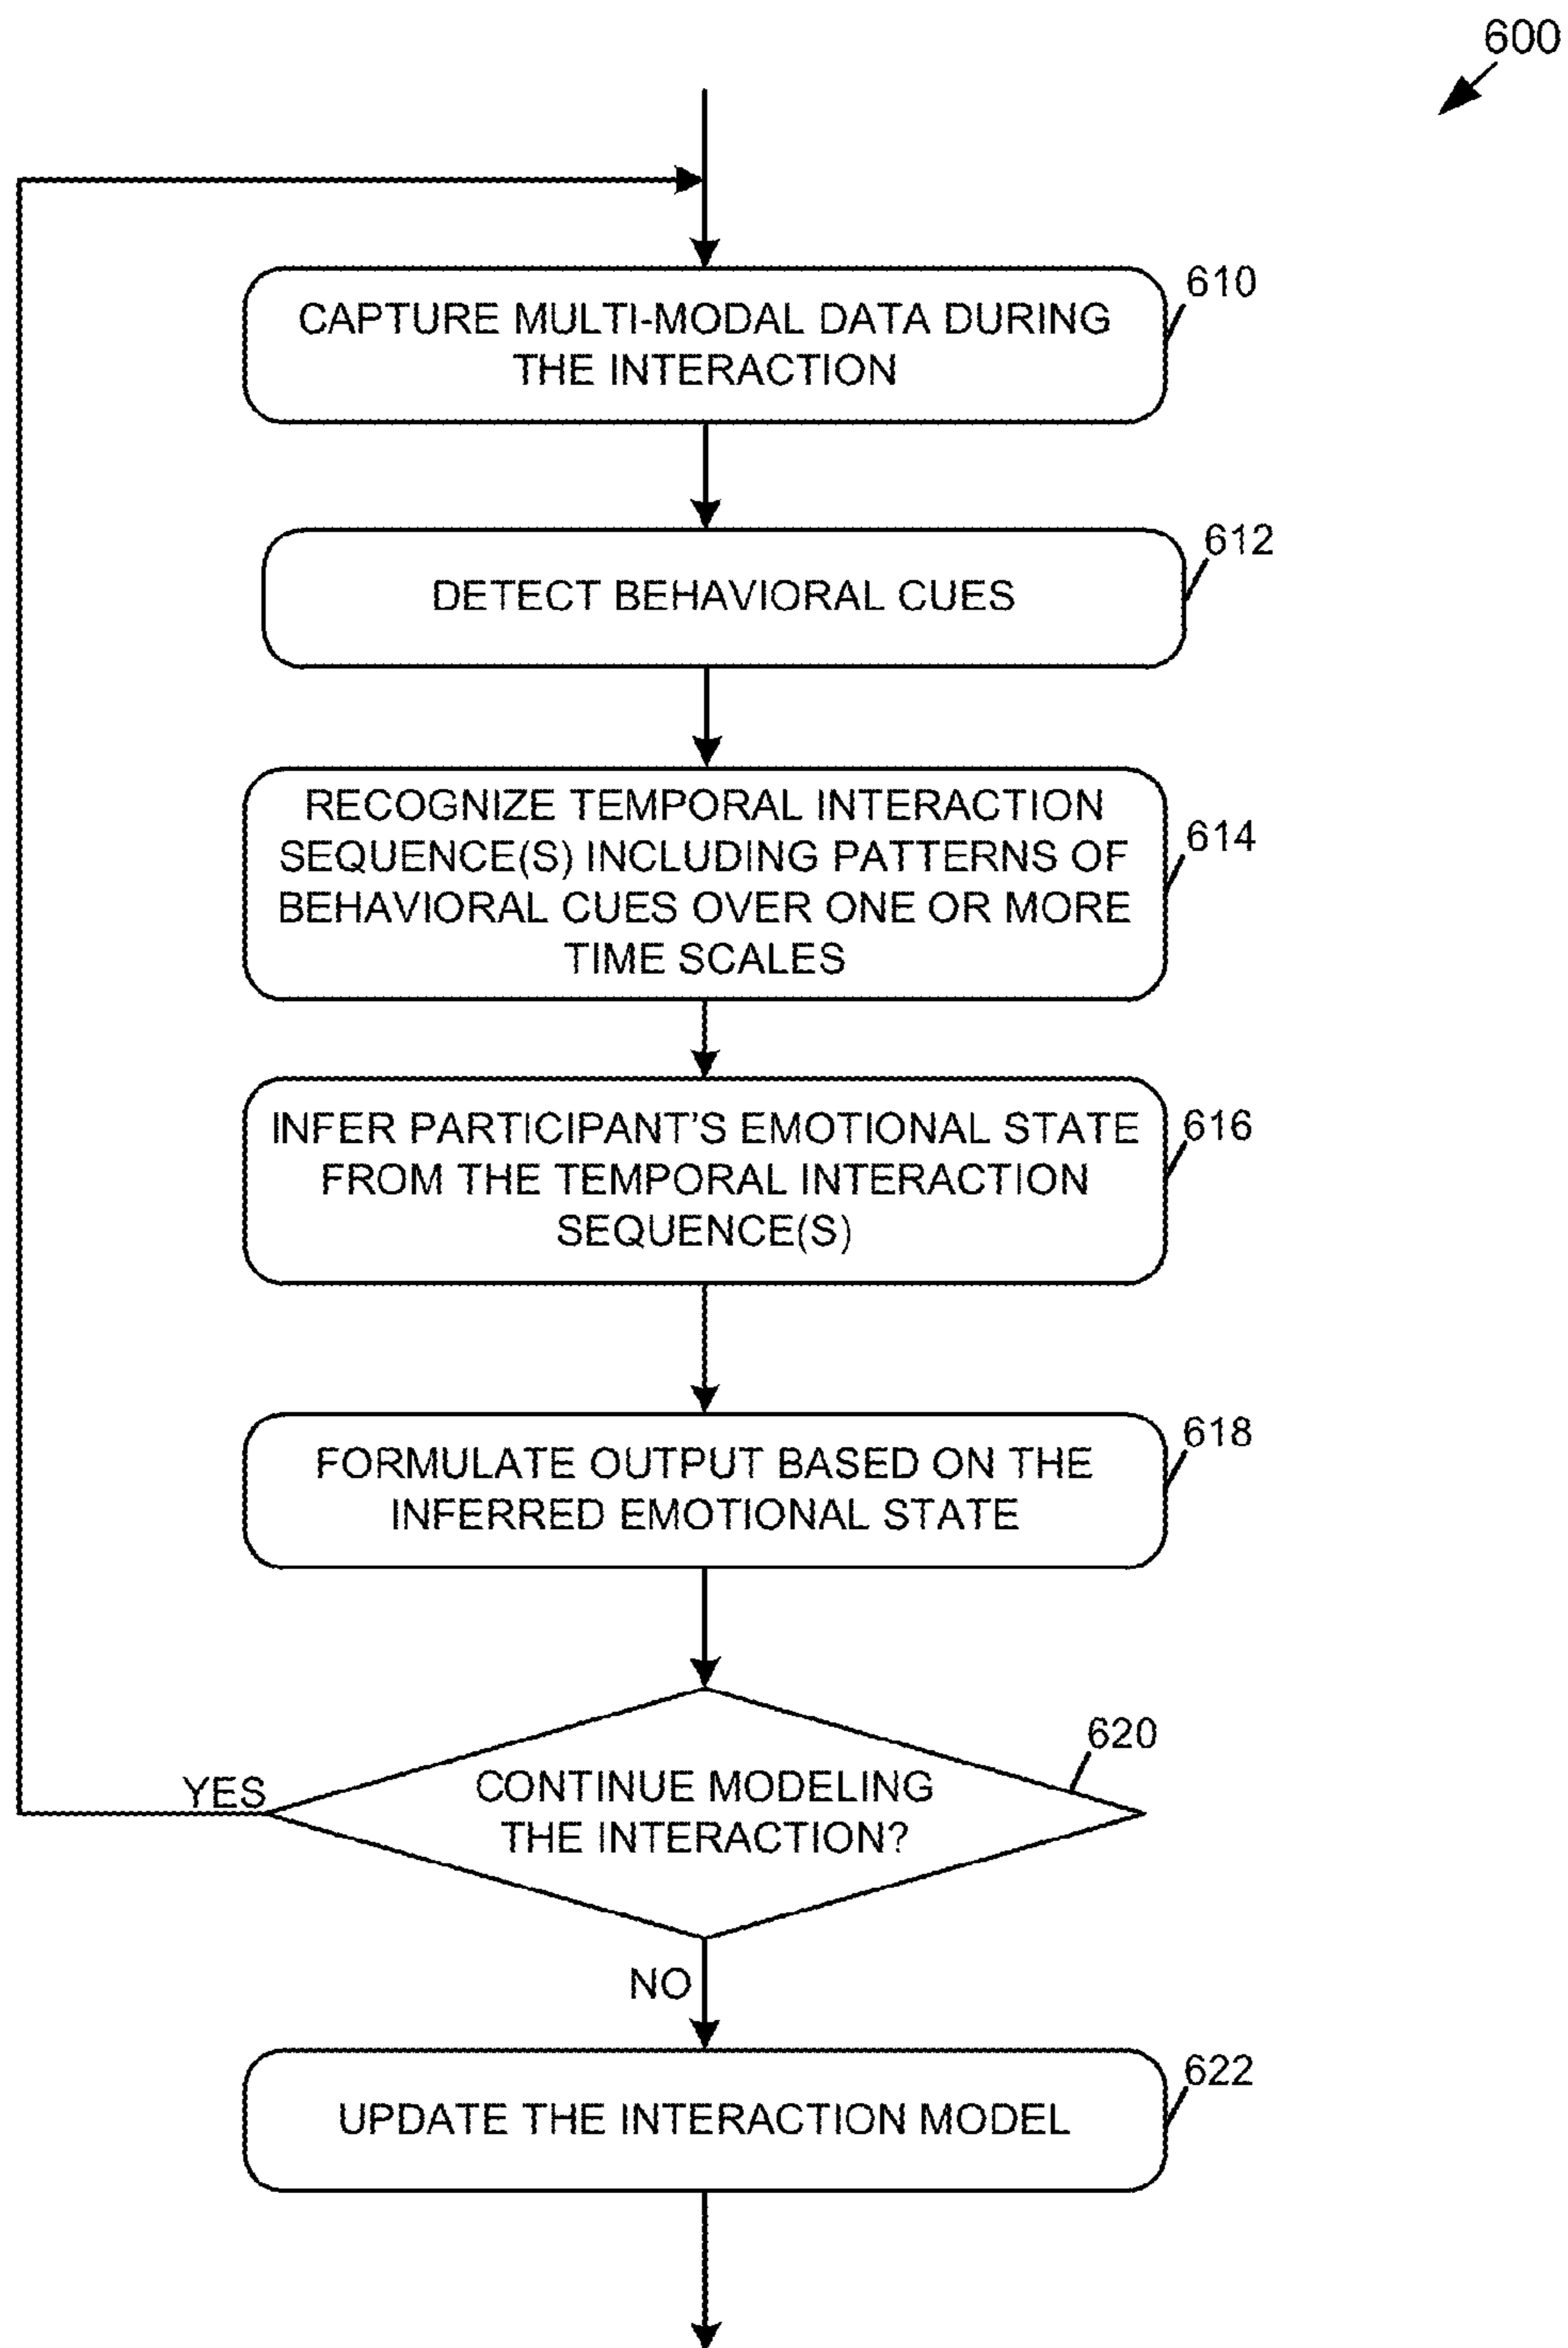 600
CAPTURE MULTI-MODAL DATA DURING
THE INTERACTION
610
DETECT BEHAVIORAL CUES
612
RECOGNIZE TEMPORAL INTERACTION
SEQUENCE(S) INCLUDING PATTERNS OF
BEHAVIORAL CUES OVER ONE OR MORE
TIME SCALES
614
INFER PARTICIPANT'S EMOTIONAL STATE
FROM THE TEMPORAL INTERACTION
SEQUENCE(S)
616
FORMULATE OUTPUT BASED ON THE
INFERRED EMOTIONAL STATE
618
CONTINUE MODELING
THE INTERACTION?
620
YES
NO
UPDATE THE INTERACTION MODEL
622